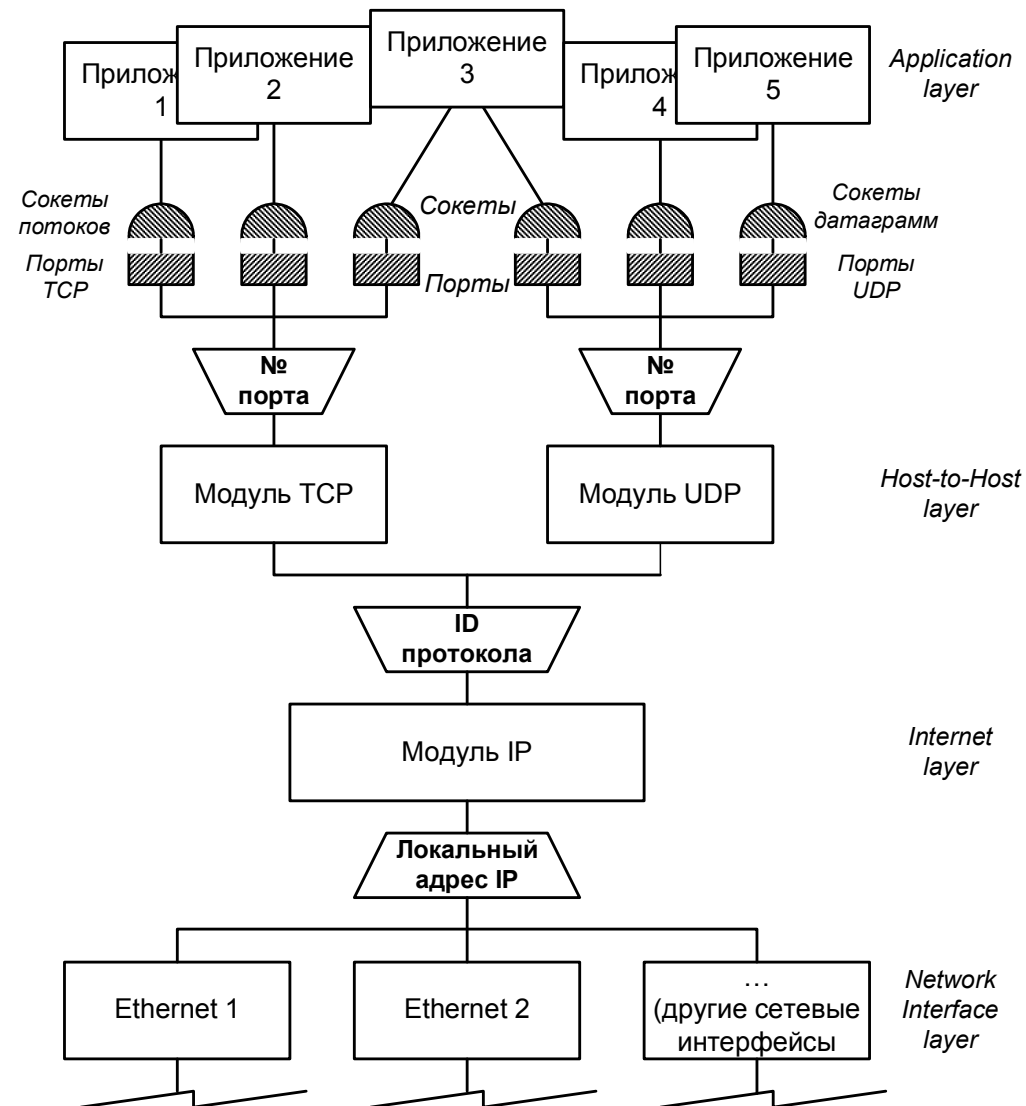 Прилож
1
Приложение
2
Приложение
3
Прилож
4
Приложение
5
Application
layer
Сокеты
потоков
Сокеты
Сокеты
датаграмм
Порты
TCP
Порты
Порты
UDP
№
порта
№
порта
Модуль TCP
Модуль UDP
Host-to-Host
layer
ID
протокола
Модуль IP
Internet
layer
Локальный
адрес IP
Ethernet 1
Ethernet 2
…
(другие сетевые
интерфейсы
Network
Interface
layer